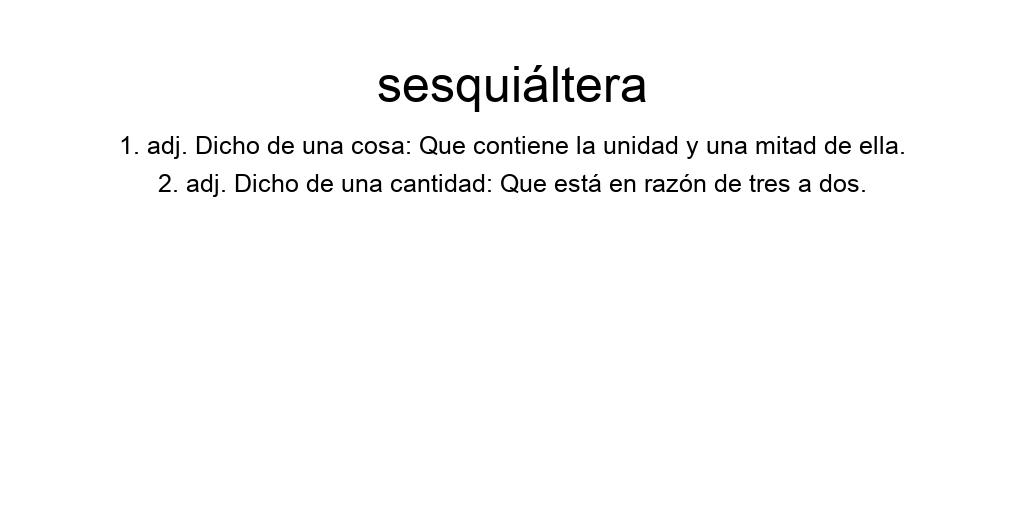 sesquiáltera
1. adj. Dicho de una cosa: Que contiene la unidad y una mitad de ella.
2. adj. Dicho de una cantidad: Que está en razón de tres a dos.